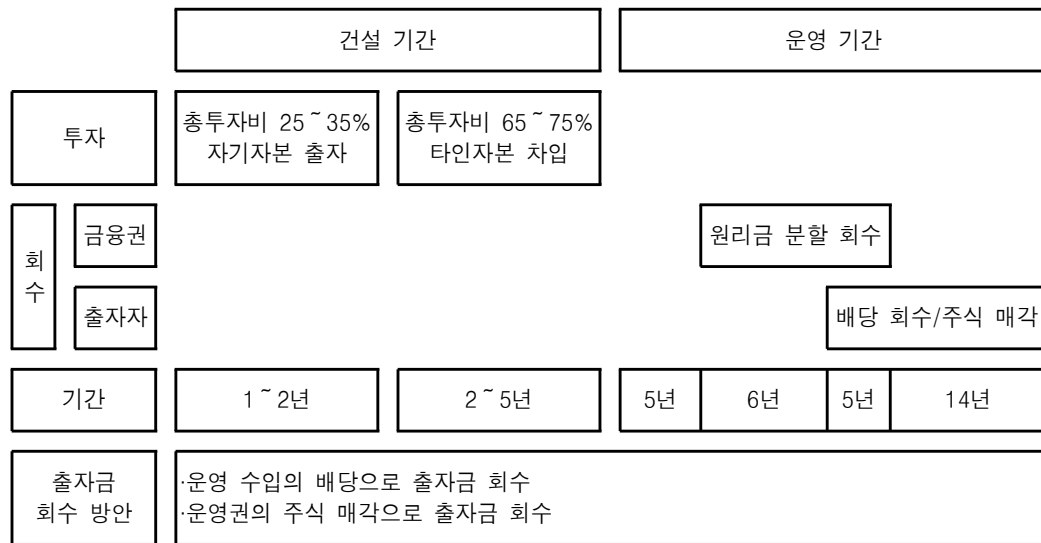 건설 기간
운영 기간
투자
총투자비 25~35%
자기자본 출자
총투자비 65~75%
타인자본 차입
회
수
금융권
원리금 분할 회수
출자자
배당 회수/주식 매각
기간
1~2년
2~5년
5년
6년
5년
14년
출자금
회수 방안
·운영 수입의 배당으로 출자금 회수
·운영권의 주식 매각으로 출자금 회수